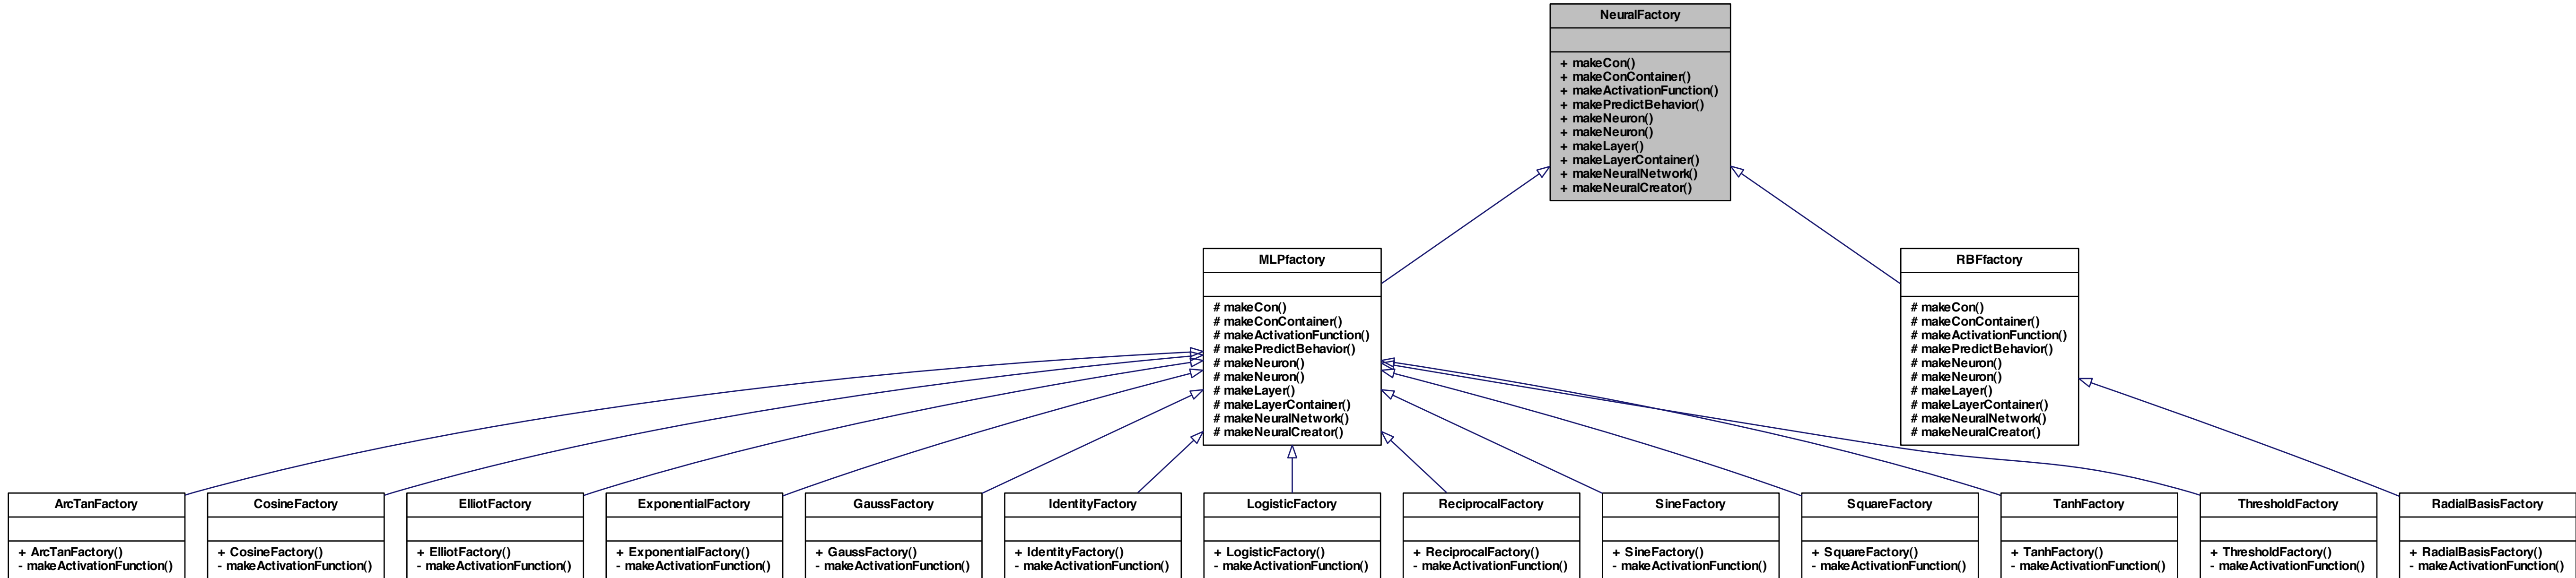 NeuralFactory
+ makeCon()
+ makeConContainer()
+ makeActivationFunction()
+ makePredictBehavior()
+ makeNeuron()
+ makeNeuron()
+ makeLayer()
+ makeLayerContainer()
+ makeNeuralNetwork()
+ makeNeuralCreator()
MLPfactory
# makeCon()
# makeConContainer()
# makeActivationFunction()
# makePredictBehavior()
# makeNeuron()
# makeNeuron()
# makeLayer()
# makeLayerContainer()
# makeNeuralNetwork()
# makeNeuralCreator()
RBFfactory
# makeCon()
# makeConContainer()
# makeActivationFunction()
# makePredictBehavior()
# makeNeuron()
# makeNeuron()
# makeLayer()
# makeLayerContainer()
# makeNeuralNetwork()
# makeNeuralCreator()
ArcTanFactory
+ ArcTanFactory()
- makeActivationFunction()
CosineFactory
+ CosineFactory()
- makeActivationFunction()
ElliotFactory
+ ElliotFactory()
- makeActivationFunction()
ExponentialFactory
+ ExponentialFactory()
- makeActivationFunction()
GaussFactory
+ GaussFactory()
- makeActivationFunction()
IdentityFactory
+ IdentityFactory()
- makeActivationFunction()
LogisticFactory
+ LogisticFactory()
- makeActivationFunction()
ReciprocalFactory
+ ReciprocalFactory()
- makeActivationFunction()
SineFactory
+ SineFactory()
- makeActivationFunction()
SquareFactory
+ SquareFactory()
- makeActivationFunction()
TanhFactory
+ TanhFactory()
- makeActivationFunction()
ThresholdFactory
+ ThresholdFactory()
- makeActivationFunction()
RadialBasisFactory
+ RadialBasisFactory()
- makeActivationFunction()